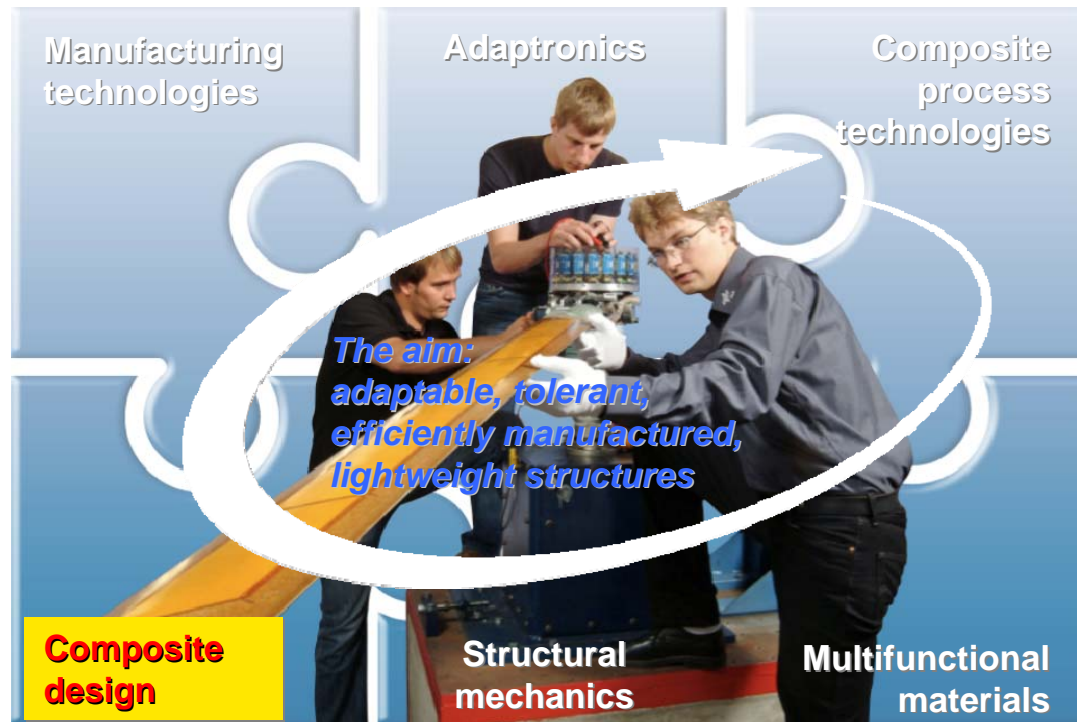 Manufacturing
technologies
Adaptronics
Composite
process
technologies
The aim:
adaptable, tolerant,
efficiently manufactured,
lightweight structures
Composite
design
Structural
mechanics
Multifunctional
materials